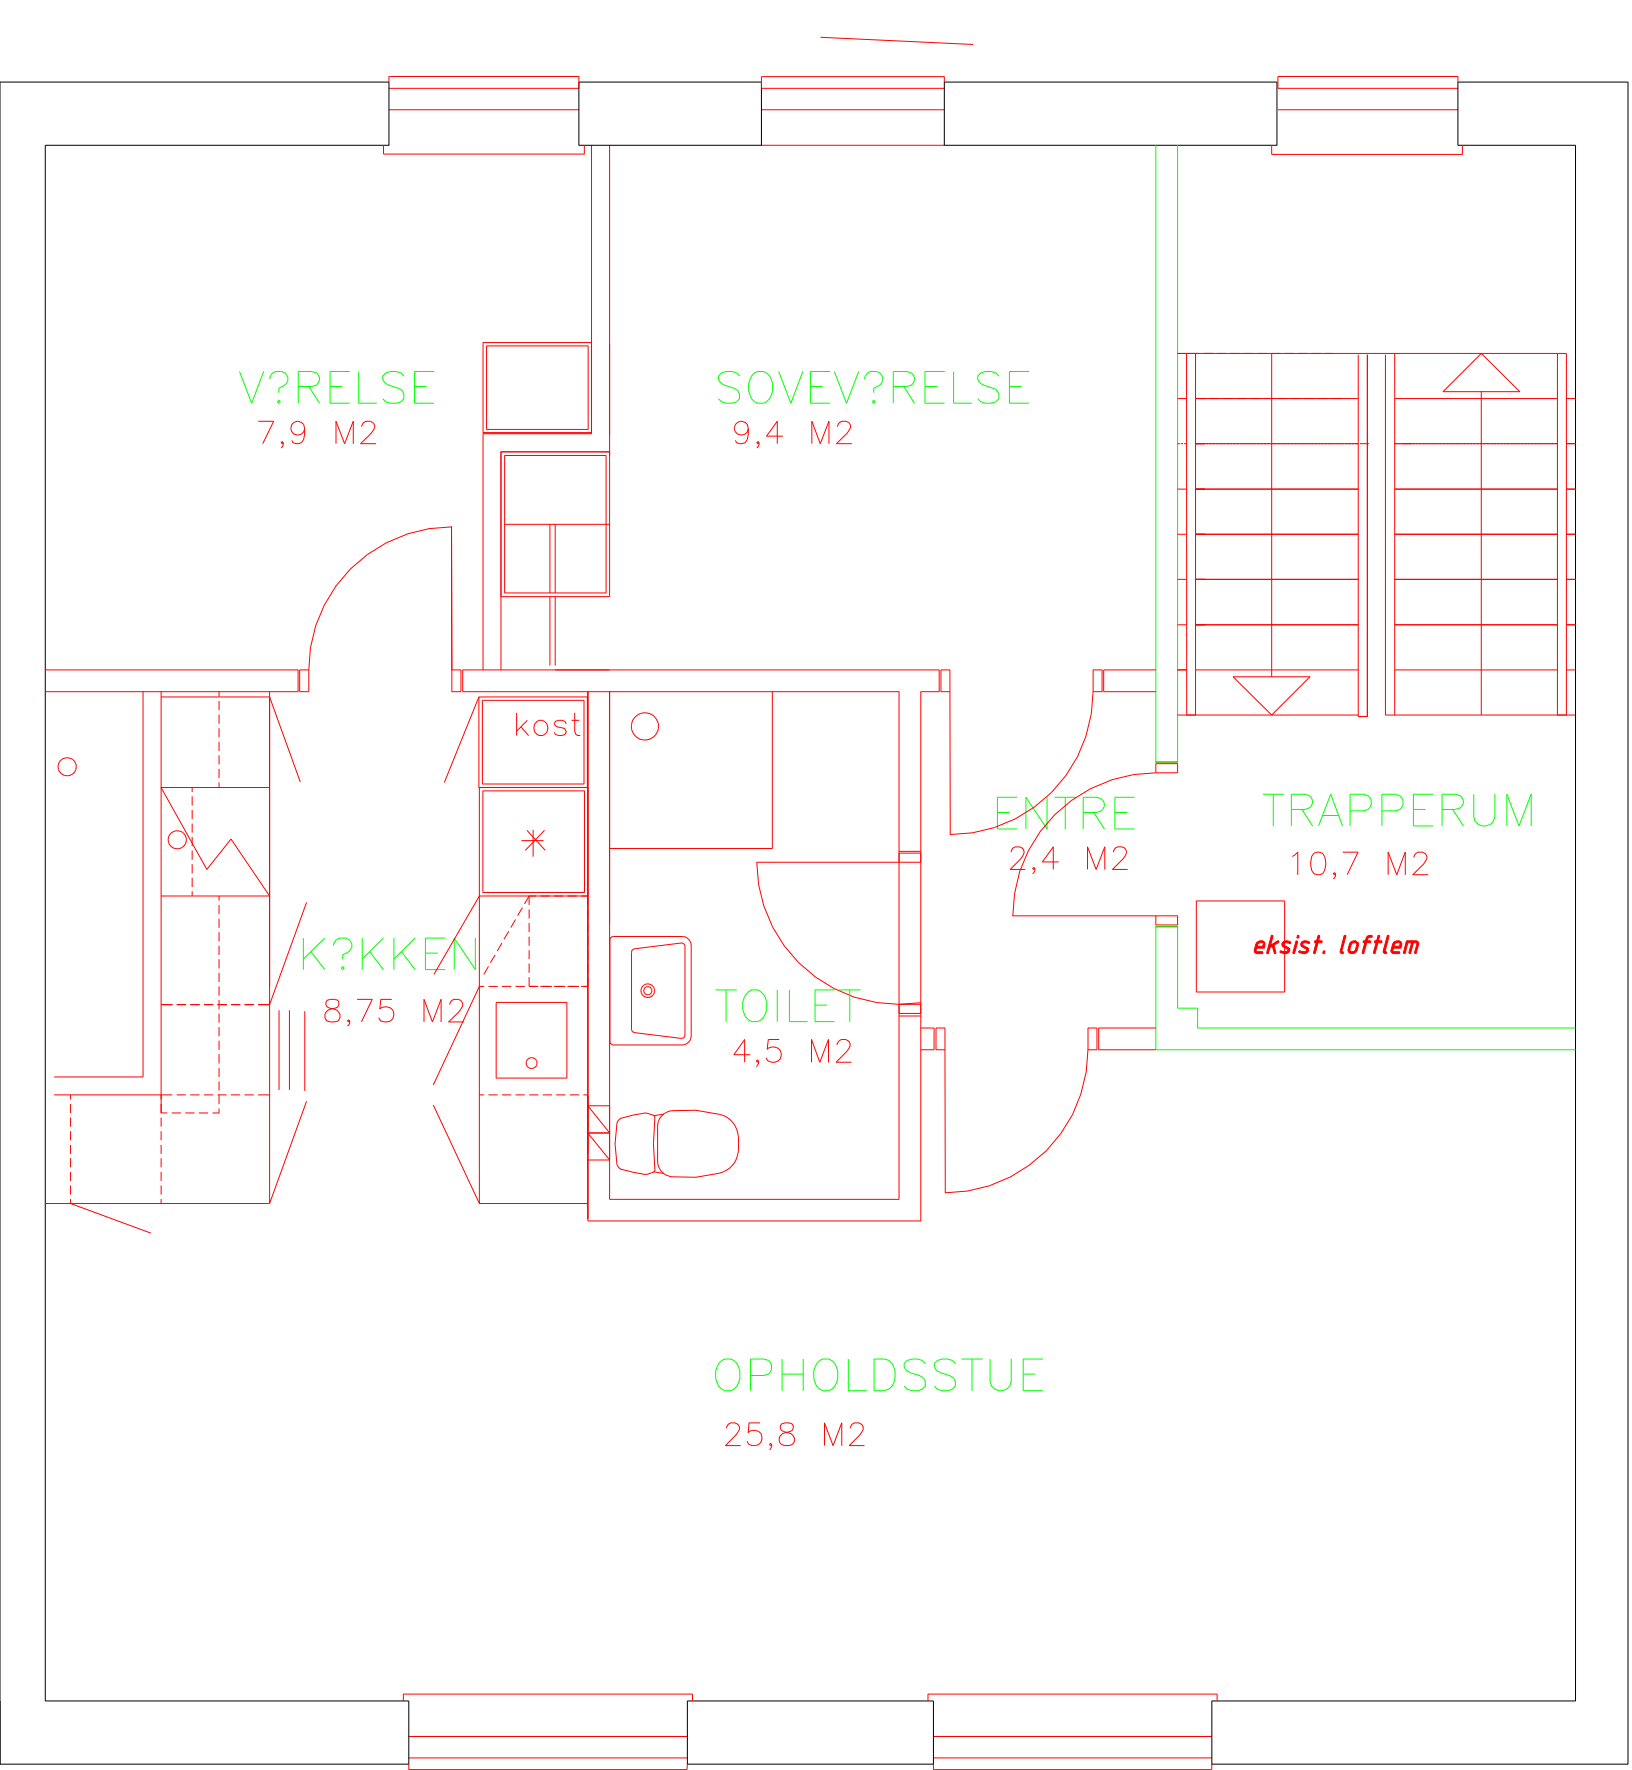 V?RELSE
7,9 M2
SOVEV?RELSE
9,4 M2
kost
ENTRE
2,4 M2
TRAPPERUM
10,7 M2
eksist. loftlem
K?KKEN
8,75 M2
TOILET
4,5 M2
OPHOLDSSTUE
25,8 M2